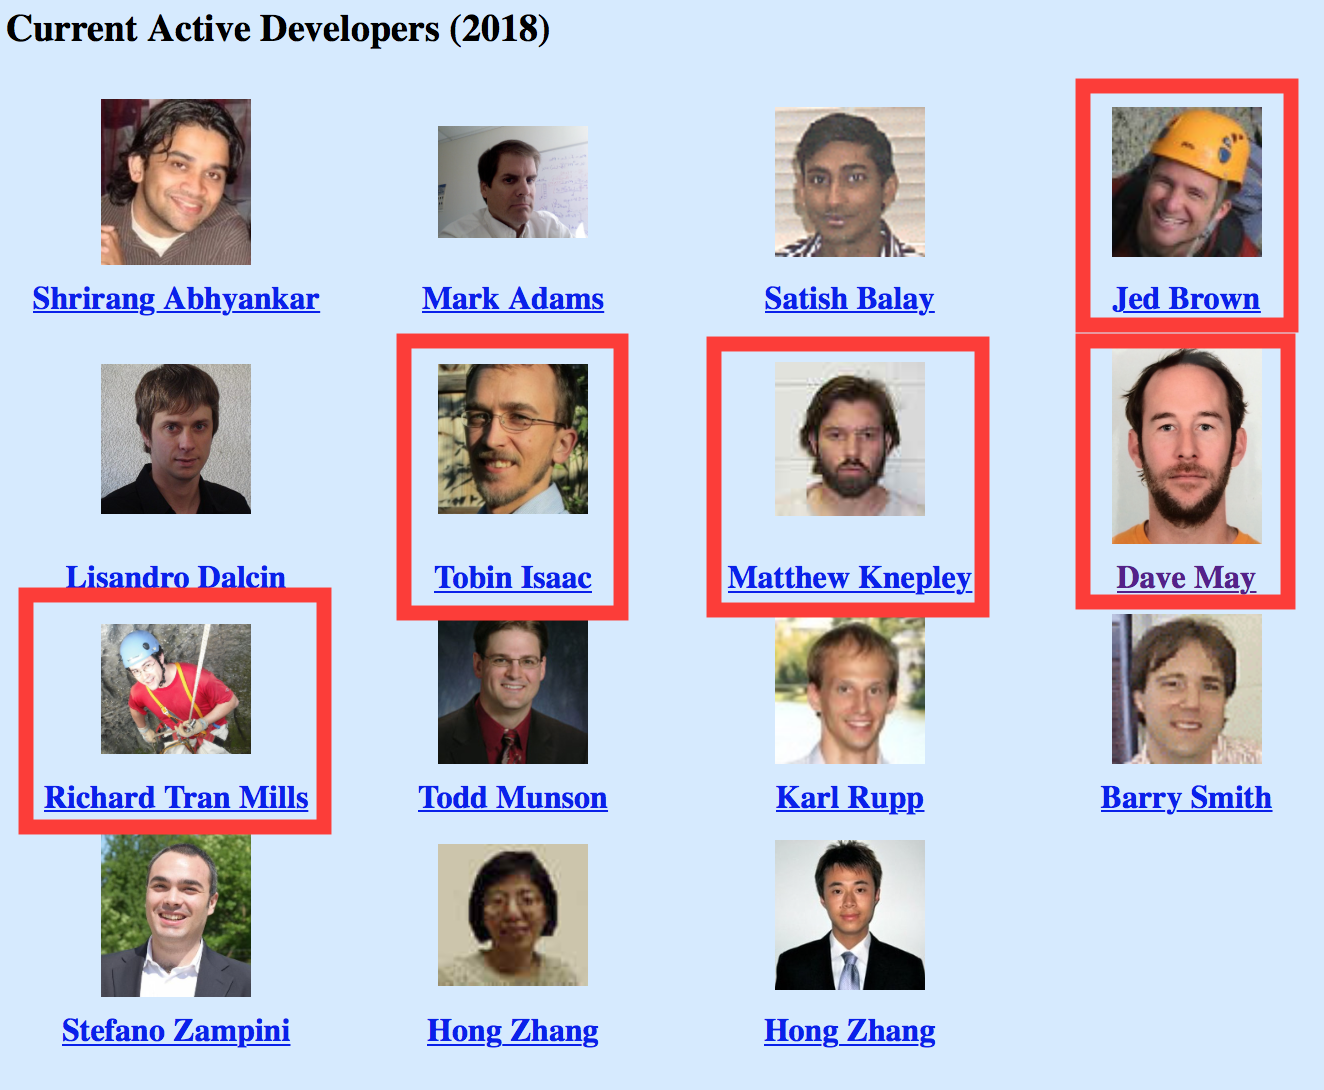 Current Active Developers (2018)
Shrirang Abhyankar
Mark Adams
Satish Balay
Jed Brown
Lisandro Dalcin
Tobin Isaac
Matthew Knepley
Dave May
Richard Tran Mills
Todd Munson
Karl Rupp
Barry Smith
Stefano Zampini
Hong Zhang
Hong Zhang